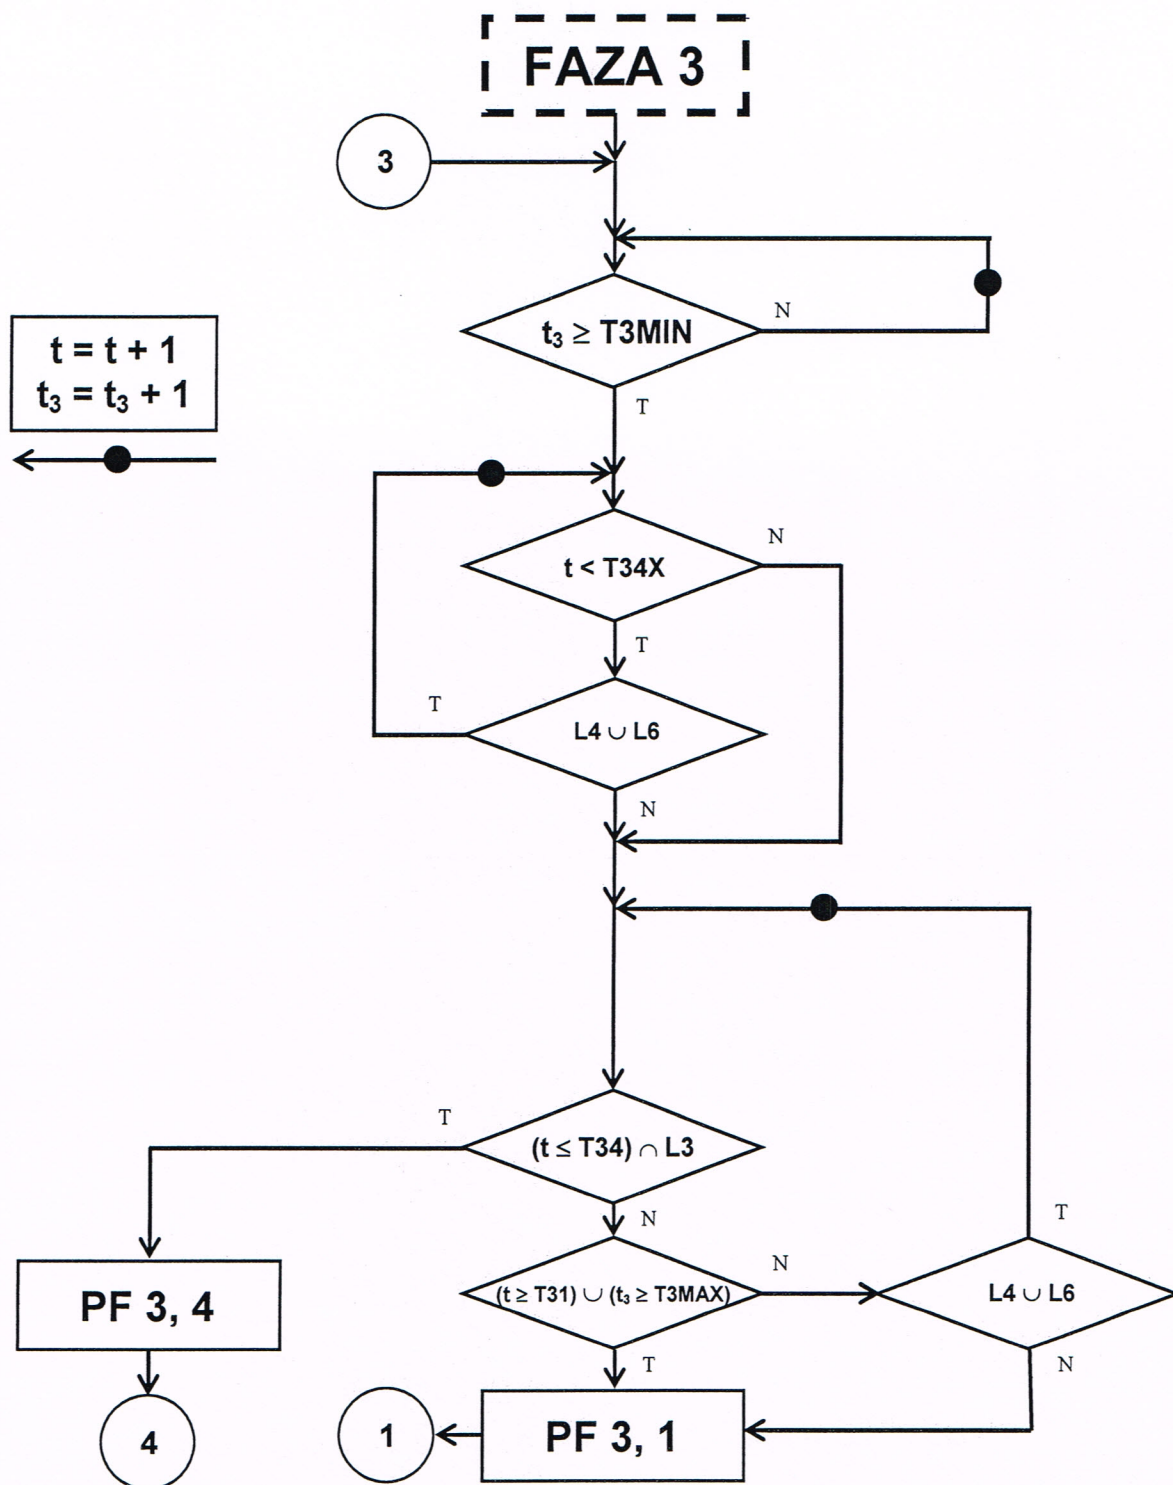 FAZA 3
3
N
t₃ ≥ T3MIN
t = t + 1
t₃ = t₃ + 1
T
N
t < T34X
T
T
L4 ∪ L6
N
T
(t ≤ T34) ∩ L3
N
T
N
(t ≥ T31) ∪ (t₃ ≥ T3MAX)
L4 ∪ L6
PF 3, 4
T
N
4
1
PF 3, 1